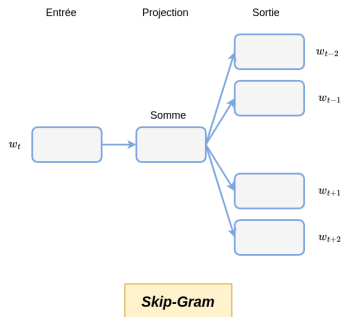 Entrée Projection Sortie
w_{t-2}
w_{t-1}
Somme
w_t
w_{t+1}
w_{t+2}
Skip-Gram